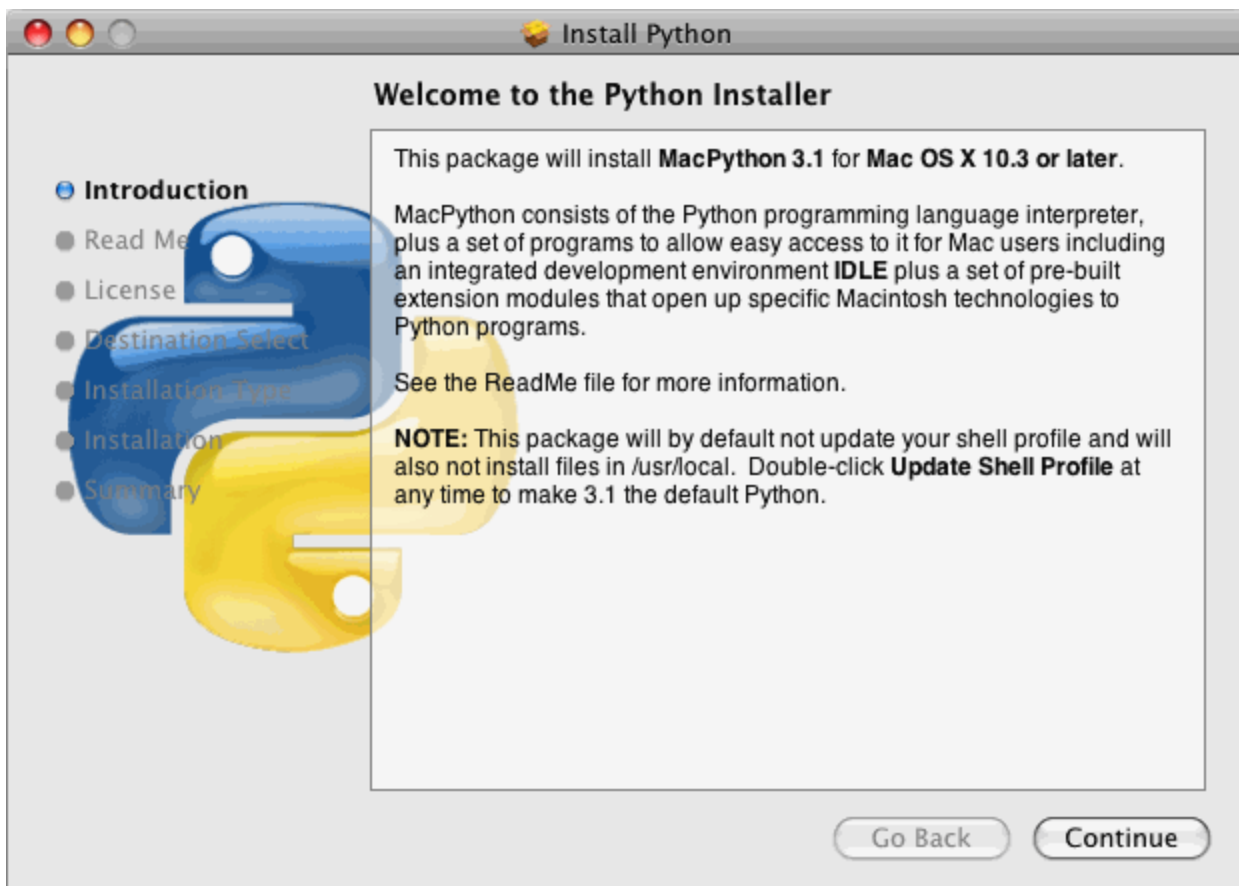 Install Python
Welcome to the Python Installer
Introduction
Read Me
License
Destination Select
Installation Type
Installation
Summary
This package will install MacPython 3.1 for Mac OS X 10.3 or later.
MacPython consists of the Python programming language interpreter,
plus a set of programs to allow easy access to it for Mac users including
an integrated development environment IDLE plus a set of pre-built
extension modules that open up specific Macintosh technologies to
Python programs.
See the ReadMe file for more information.
NOTE: This package will by default not update your shell profile and will
also not install files in /usr/local. Double-click Update Shell Profile at
any time to make 3.1 the default Python.
Go Back
Continue